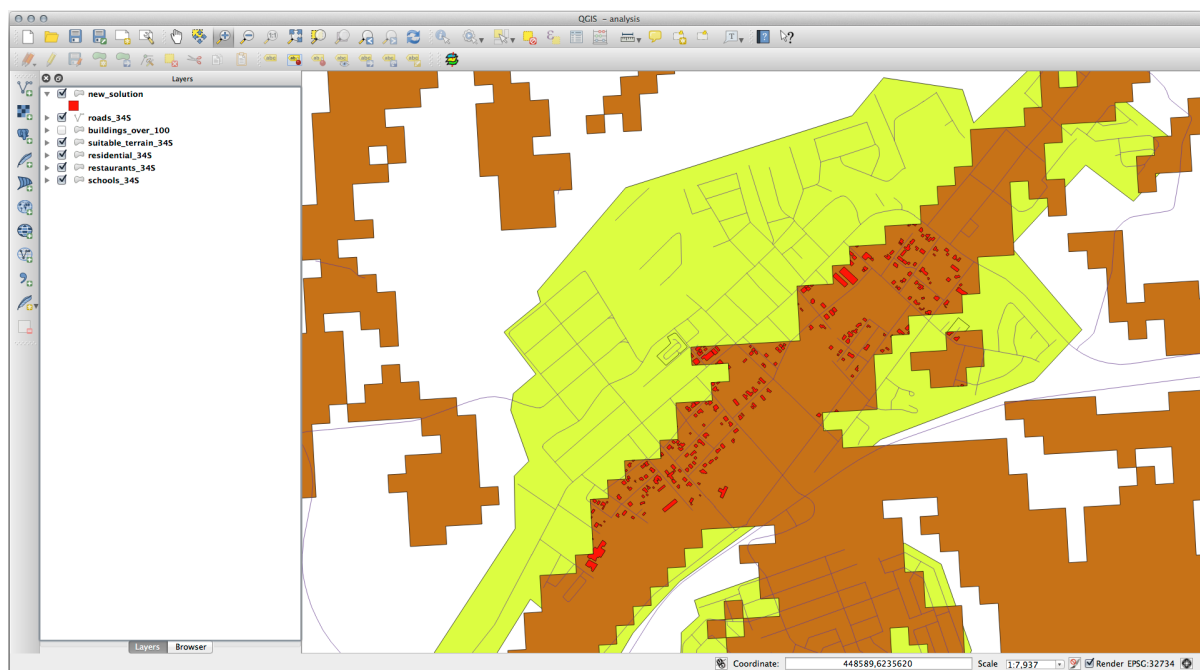 QGIS - analysis
Layers
new_solution
roads_34S
buildings_over_100
suitable_terrain_34S
residential_34S
restaurants_34S
schools_34S
Layers Browser
Coordinate: 448589,6235620 Scale 1:7,937 Render EPSG:32734